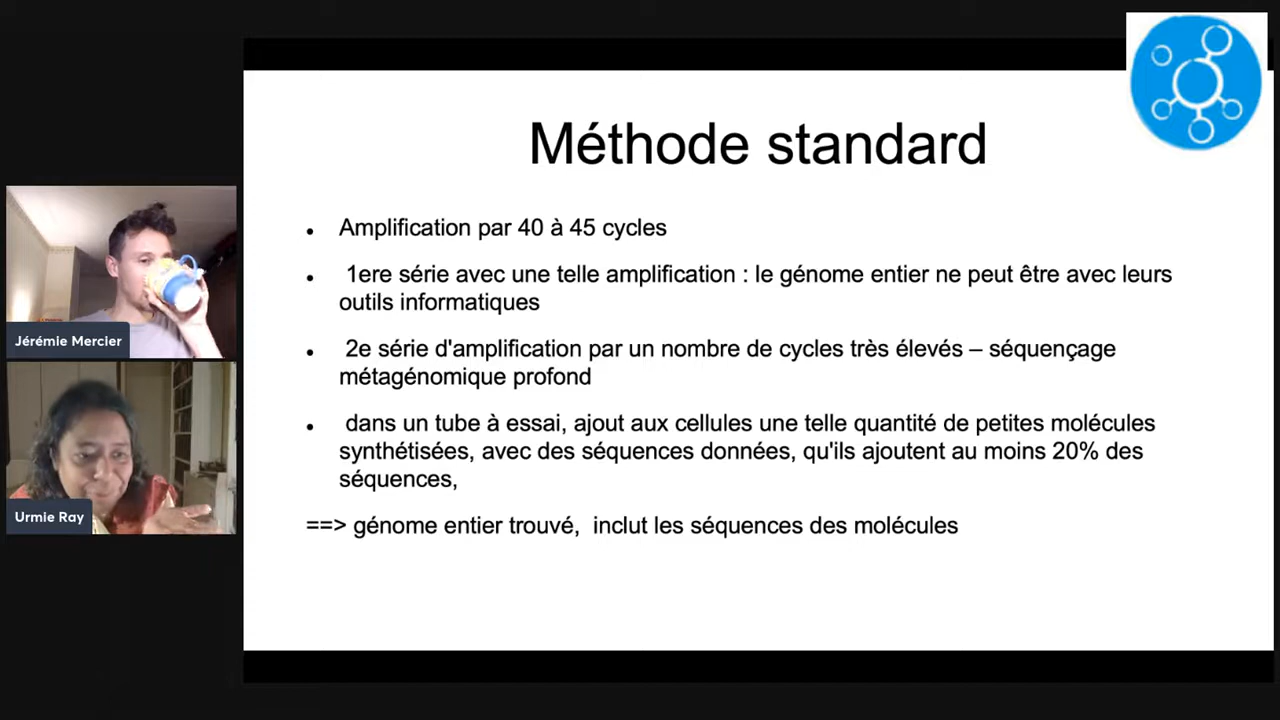 Méthode standard
Amplification par 40 à 45 cycles
1ere série avec une telle amplification : le génome entier ne peut être avec leurs
outils informatiques
2e série d'amplification par un nombre de cycles très élevés – séquençage
métagénomique profond
dans un tube à essai, ajout aux cellules une telle quantité de petites molécules
synthétisées, avec des séquences données, qu'ils ajoutent au moins 20% des
séquences,
==> génome entier trouvé,  inclut les séquences des molécules
Jérémie Mercier
Urmie Ray